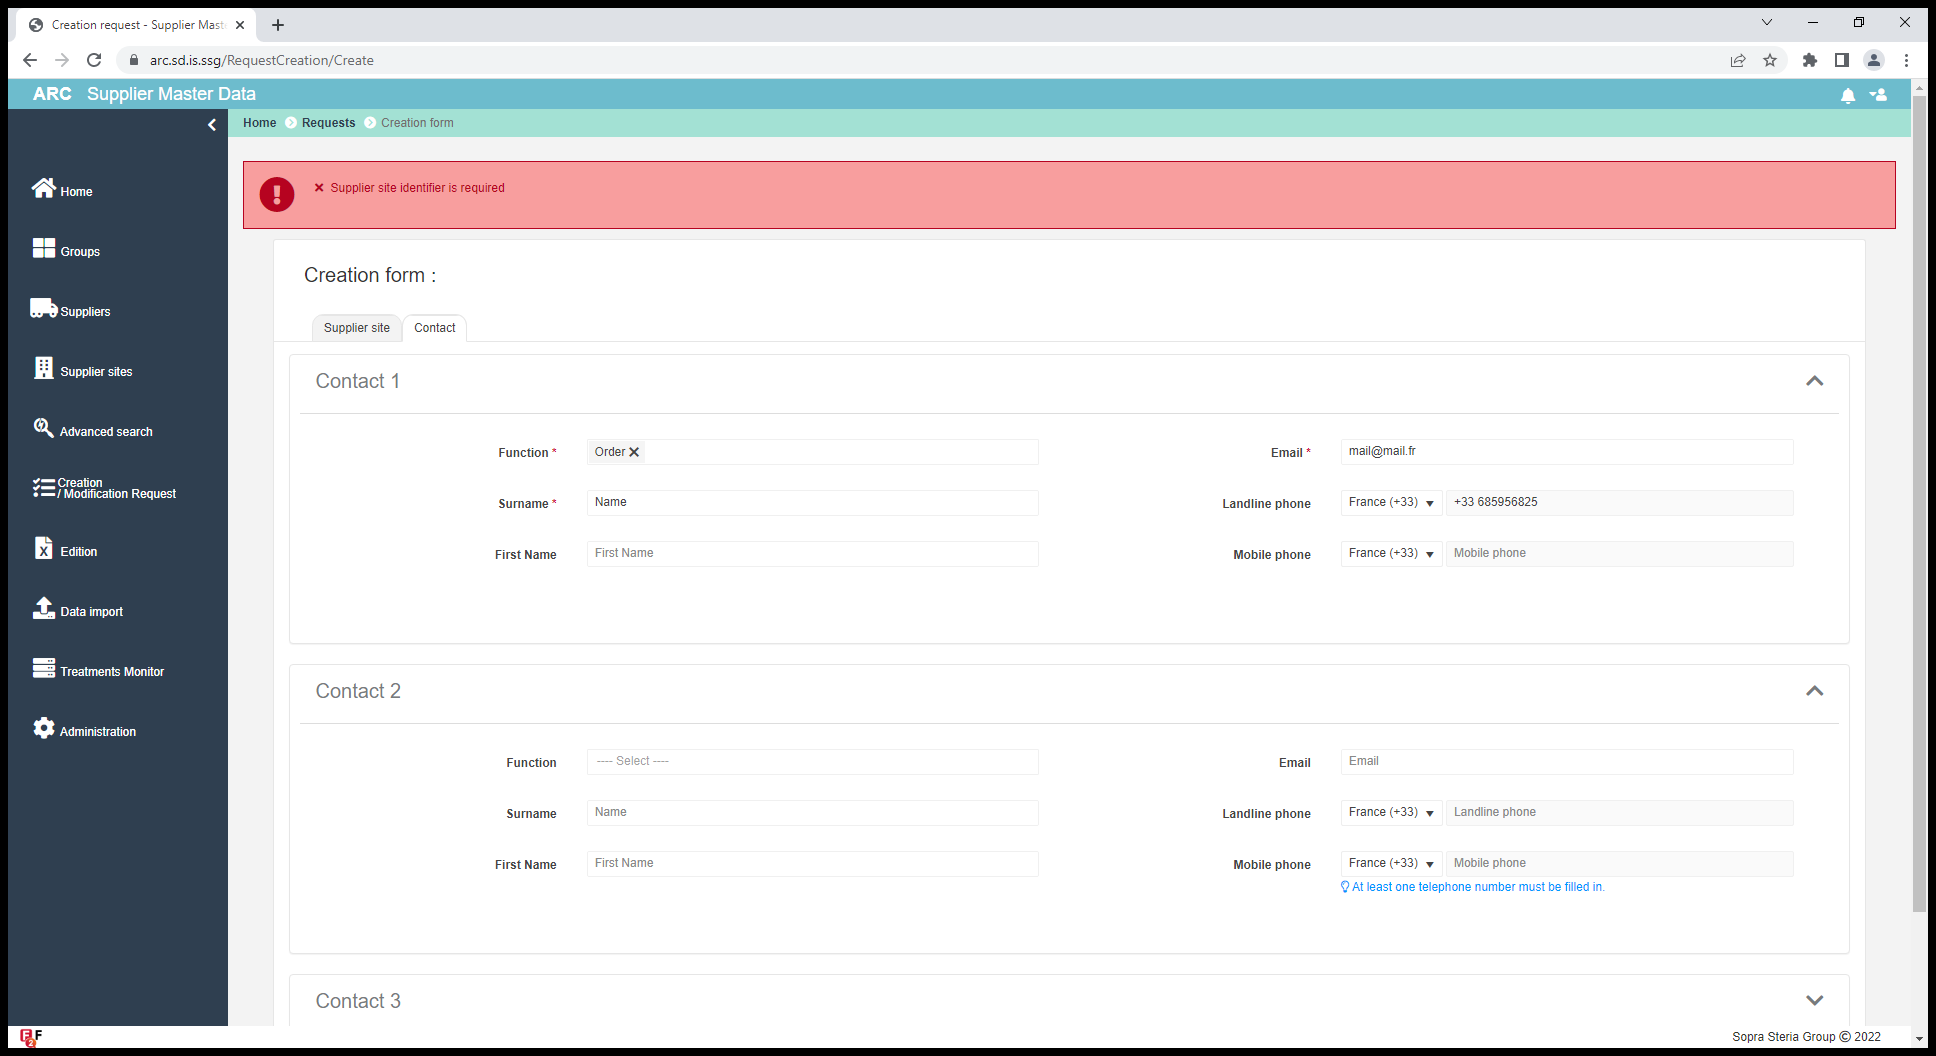 Creation request - Supplier Mast
arc.sd.is.ssg/RequestCreation/Create
ARC Supplier Master Data
Home Requests Creation form
Supplier site identifier is required
Home
Groups
Suppliers
Supplier sites
Advanced search
Creation
/ Modification Request
Edition
Data import
Treatments Monitor
Administration
Creation form :
Supplier site Contact
Contact 1
Function * Order Email * mail@mail.fr
Surname * Name Landline phone France (+33) +33 685956825
First Name First Name Mobile phone France (+33) Mobile phone
Contact 2
Function ---- Select ---- Email Email
Surname Name Landline phone France (+33) Landline phone
First Name First Name Mobile phone France (+33) Mobile phone
At least one telephone number must be filled in.
Contact 3
F F 2
Sopra Steria Group © 2022